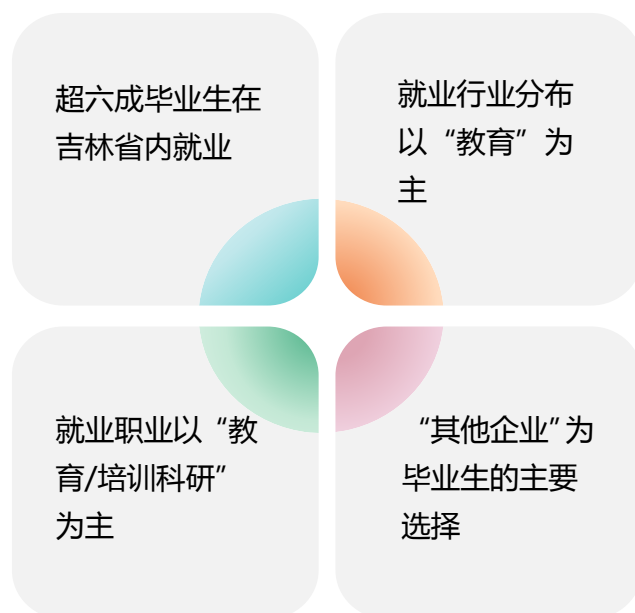 超六成毕业生在
吉林省内就业
就业行业分布
以“教育”为
主
就业职业以“教
育/培训科研”
为主
“其他企业”为
毕业生的主要
选择